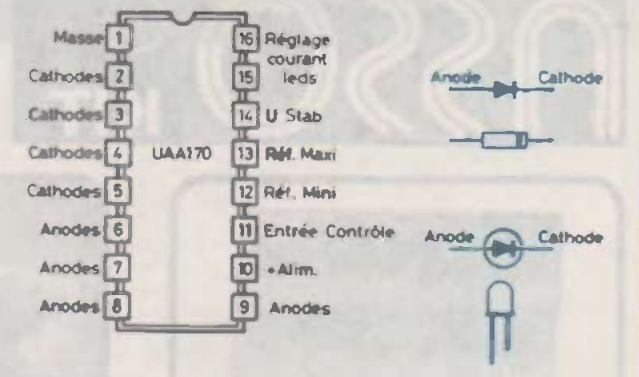 Masse 1
Cathodes 2
Cathodes 3
Cathodes 4
Cathodes 5
Anodes 6
Anodes 7
Anodes 8
UAA170
16 Réglage
courant
15 leds
14 U Stab
13 Réf. Maxi
12 Réf. Mini
11 Entrée Contrôle
10 + Alim.
9 Anodes
Anode Cathode
Anode Cathode